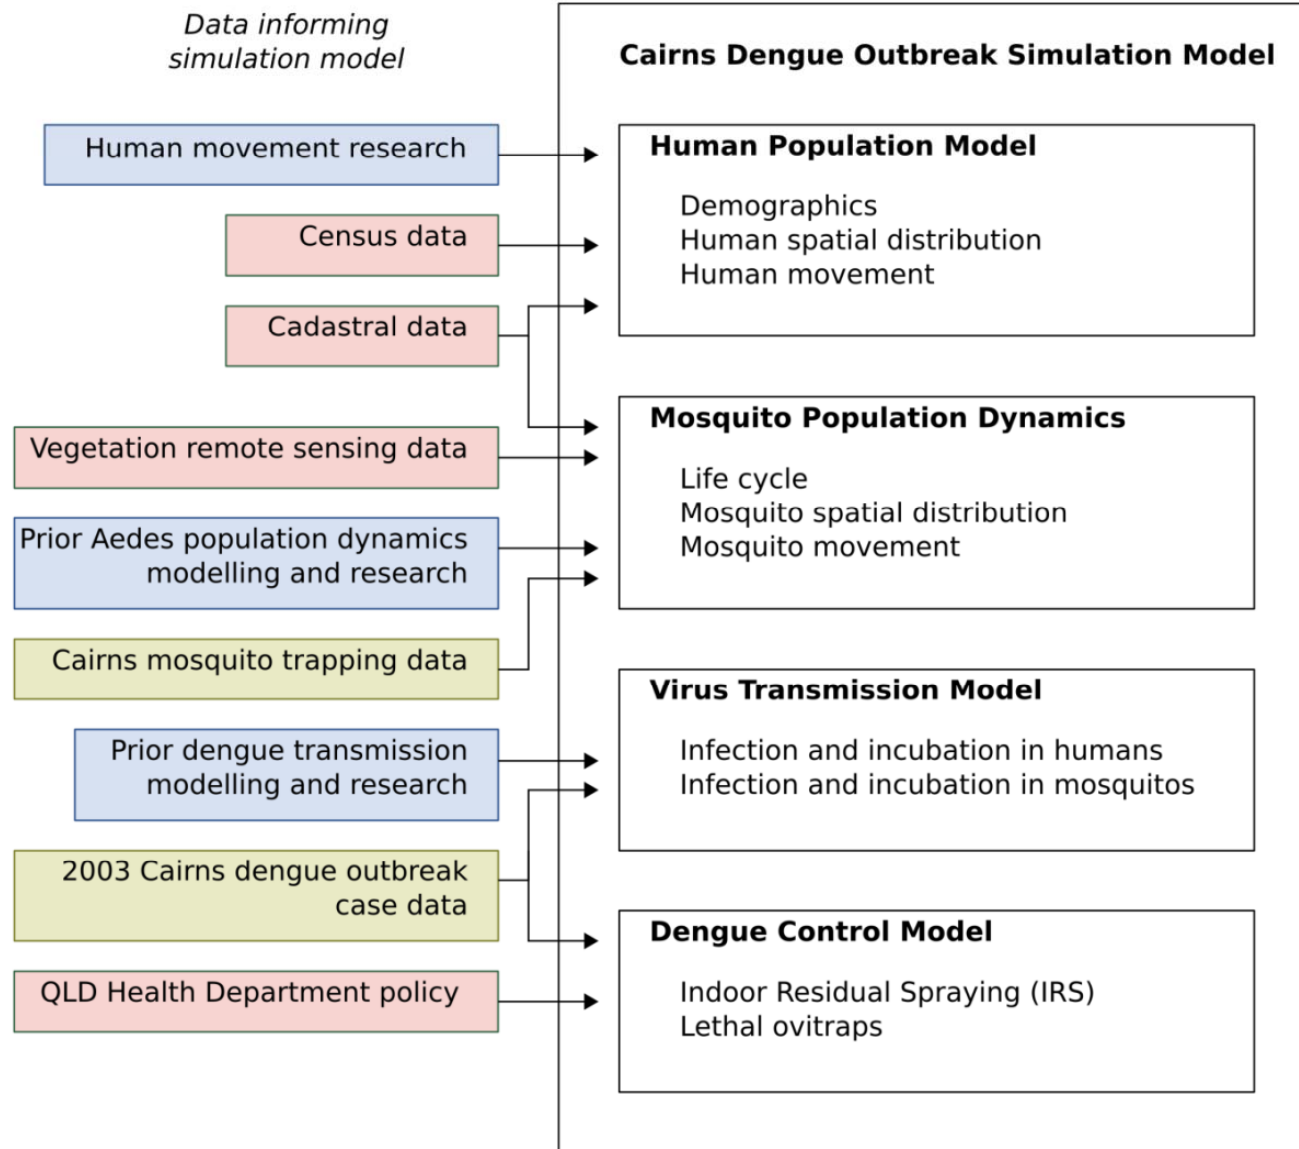 Data informing
simulation model
Human movement research
Census data
Cadastral data
Vegetation remote sensing data
Prior Aedes population dynamics
modelling and research
Cairns mosquito trapping data
Prior dengue transmission
modelling and research
2003 Cairns dengue outbreak
case data
QLD Health Department policy
Cairns Dengue Outbreak Simulation Model
Human Population Model
Demographics
Human spatial distribution
Human movement
Mosquito Population Dynamics
Life cycle
Mosquito spatial distribution
Mosquito movement
Virus Transmission Model
Infection and incubation in humans
Infection and incubation in mosquitos
Dengue Control Model
Indoor Residual Spraying (IRS)
Lethal ovitraps